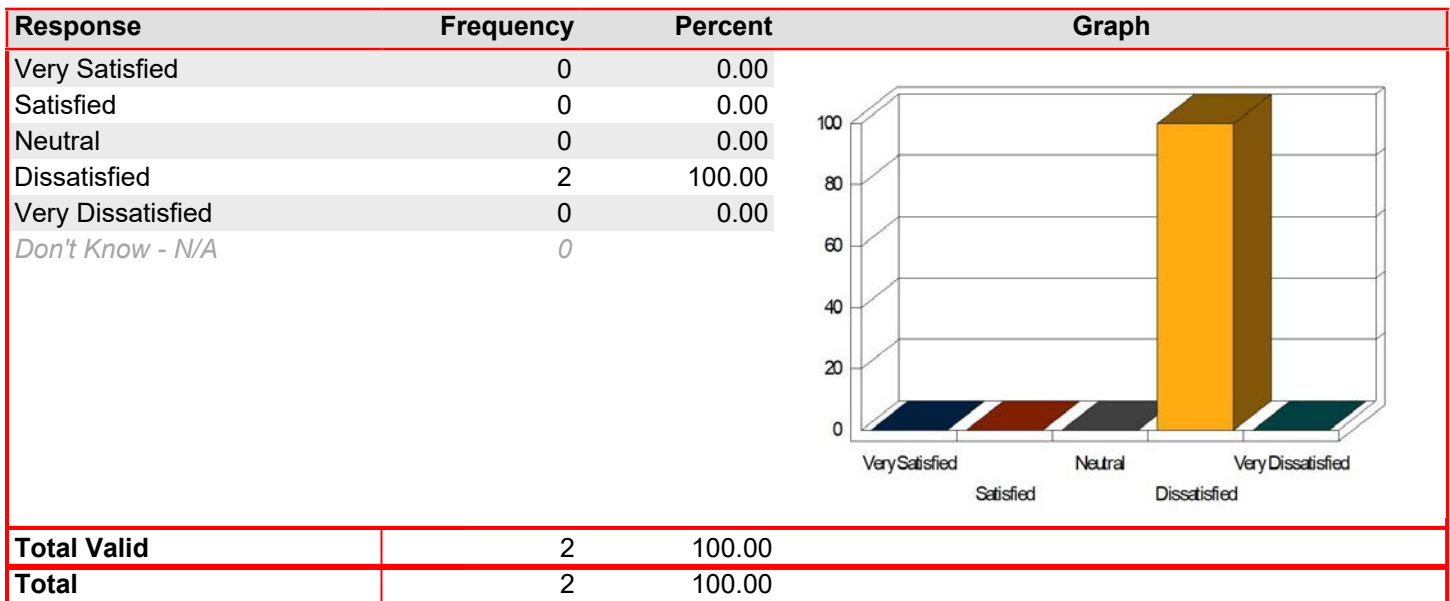 Response Frequency Percent Graph
Very Satisfied 0 0.00
Satisfied 0 0.00
Neutral 0 0.00
Dissatisfied 2 100.00
Very Dissatisfied 0 0.00
Don't Know - N/A 0
100
80
60
40
20
0
Very Satisfied Neutral Very Dissatisfied
Satisfied Dissatisfied
Total Valid 2 100.00
Total 2 100.00